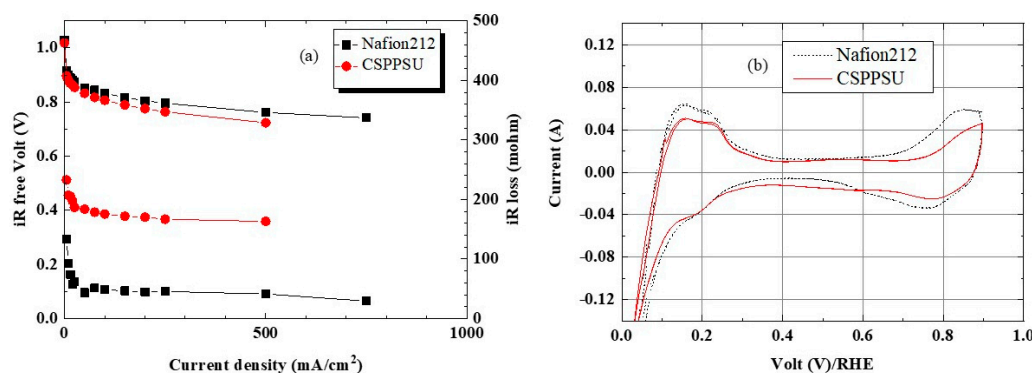 (a)
Nafion212
CSPPSU
iR free Volt (V)
1.0
0.8
0.6
0.4
0.2
0.0
iR loss (mohm)
500
400
300
200
100
0
0
500
1000
Current density (mA/cm²)
(b)
Nafion212
CSPPSU
Current (A)
0.12
0.08
0.04
0.00
-0.04
-0.08
-0.12
0.0
0.2
0.4
0.6
0.8
1.0
Volt (V)/RHE